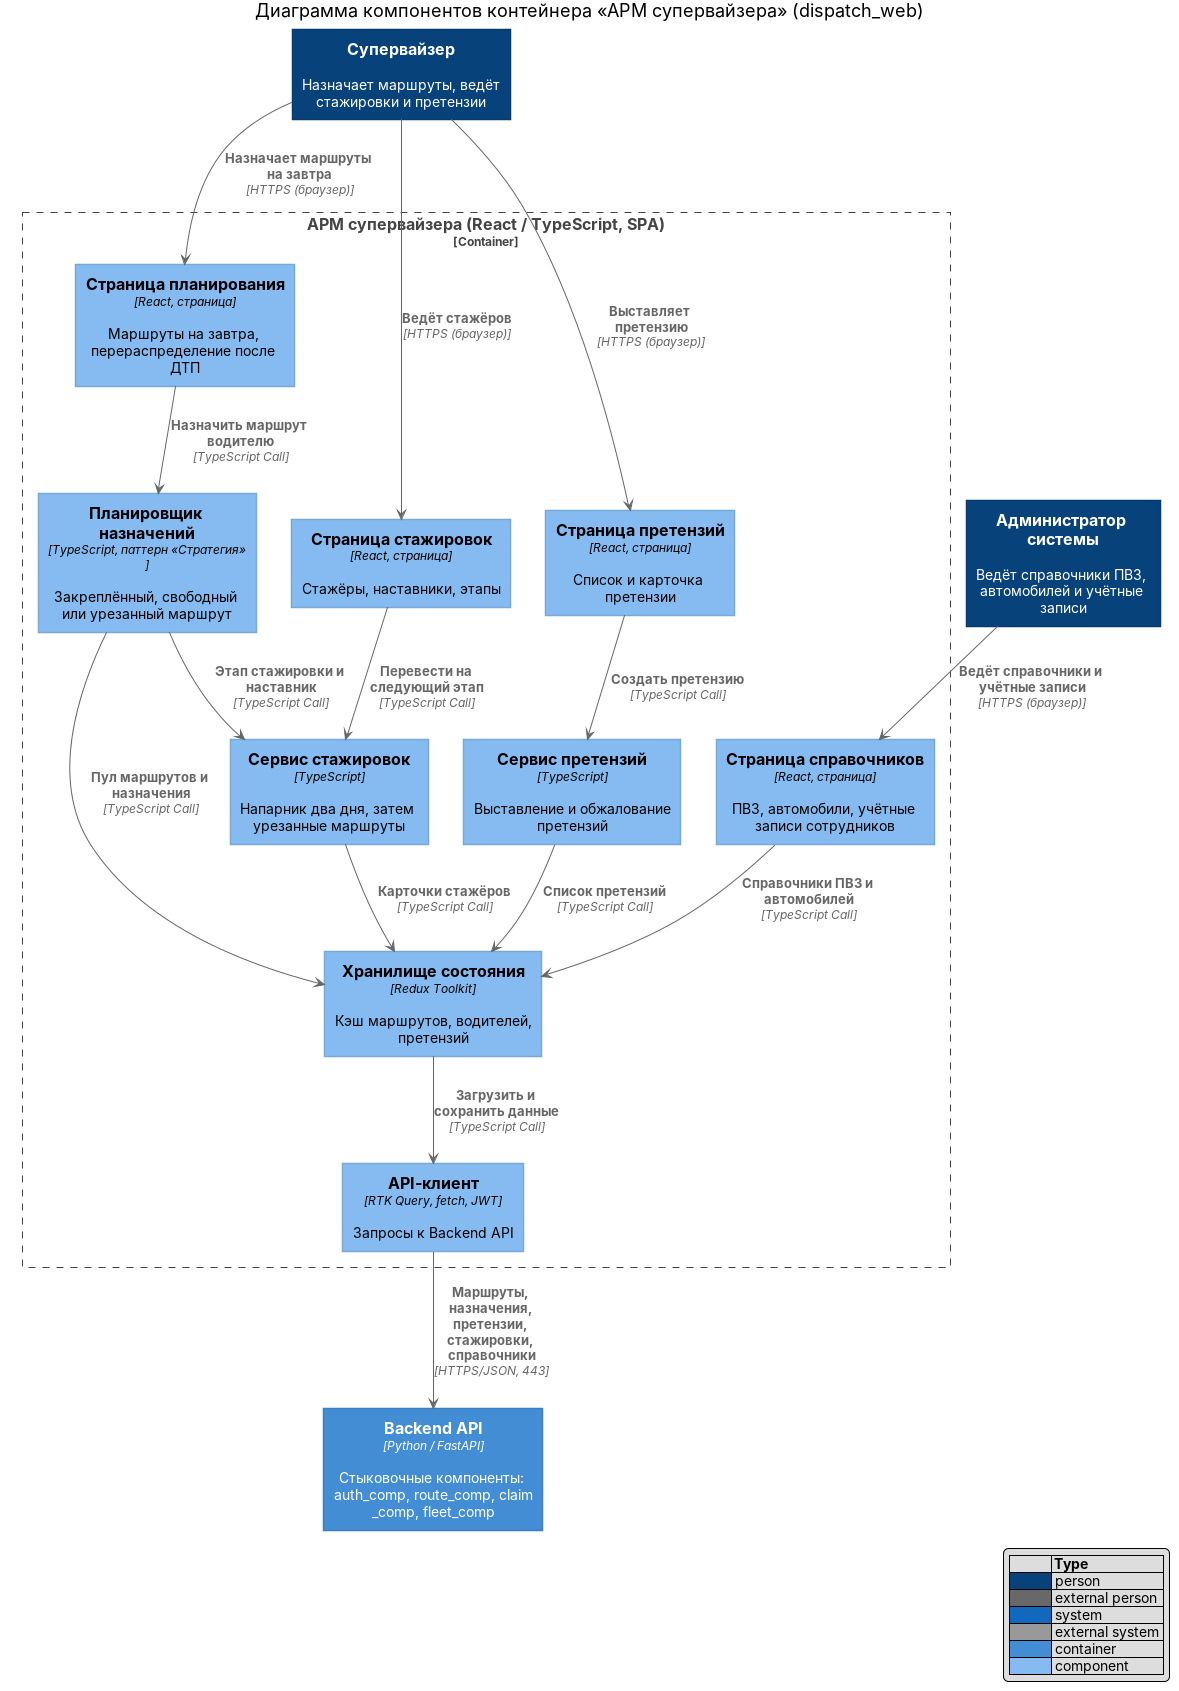 Диаграмма компонентов контейнера «АРМ супервайзера» (dispatch_web)
Супервайзер
Назначает маршруты, ведёт
стажировки и претензии
Назначает маршруты
на завтра
[HTTPS (браузер)]
АРМ супервайзера (React / TypeScript, SPA)
[Container]
Страница планирования
[React, страница]
Маршруты на завтра,
перераспределение после
ДТП
Ведёт стажёров
[HTTPS (браузер)]
Выставляет
претензию
[HTTPS (браузер)]
Назначить маршрут
водителю
[TypeScript Call]
Планировщик
назначений
[TypeScript, паттерн «Стратегия»
]
Закреплённый, свободный
или урезанный маршрут
Страница стажировок
[React, страница]
Стажёры, наставники, этапы
Страница претензий
[React, страница]
Список и карточка
претензии
Администратор
системы
Ведёт справочники ПВЗ,
автомобилей и учётные
записи
Этап стажировки и
наставник
[TypeScript Call]
Перевести на
следующий этап
[TypeScript Call]
Создать претензию
[TypeScript Call]
Ведёт справочники и
учётные записи
[HTTPS (браузер)]
Пул маршрутов и
назначения
[TypeScript Call]
Сервис стажировок
[TypeScript]
Напарник два дня, затем
урезанные маршруты
Сервис претензий
[TypeScript]
Выставление и обжалование
претензий
Страница справочников
[React, страница]
ПВЗ, автомобили, учётные
записи сотрудников
Карточки стажёров
[TypeScript Call]
Список претензий
[TypeScript Call]
Справочники ПВЗ и
автомобилей
[TypeScript Call]
Хранилище состояния
[Redux Toolkit]
Кэш маршрутов, водителей,
претензий
Загрузить и
сохранить данные
[TypeScript Call]
API-клиент
[RTK Query, fetch, JWT]
Запросы к Backend API
Маршруты,
назначения,
претензии,
стажировки,
справочники
[HTTPS/JSON, 443]
Backend API
[Python / FastAPI]
Стыковочные компоненты:
auth_comp, route_comp, claim
_comp, fleet_comp
Type
person
external person
system
external system
container
component